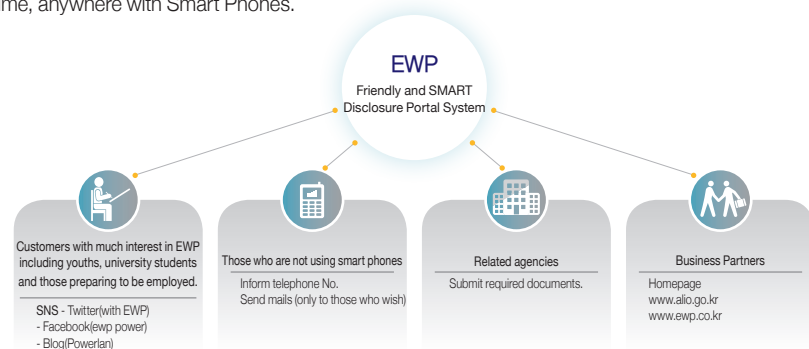 ime, anywhere with Smart Phones.
EWP
Friendly and SMART
Disclosure Portal System
Customers with much interest in EWP
including youths, university students
and those preparing to be employed.
SNS - Twitter(with EWP)
- Facebook(ewp power)
- Blog(Powerlan)
Those who are not using smart phones
Inform telephone No.
Send mails (only to those who wish)
Related agencies
Submit required documents.
Business Partners
Homepage
www.alio.go.kr
www.ewp.co.kr